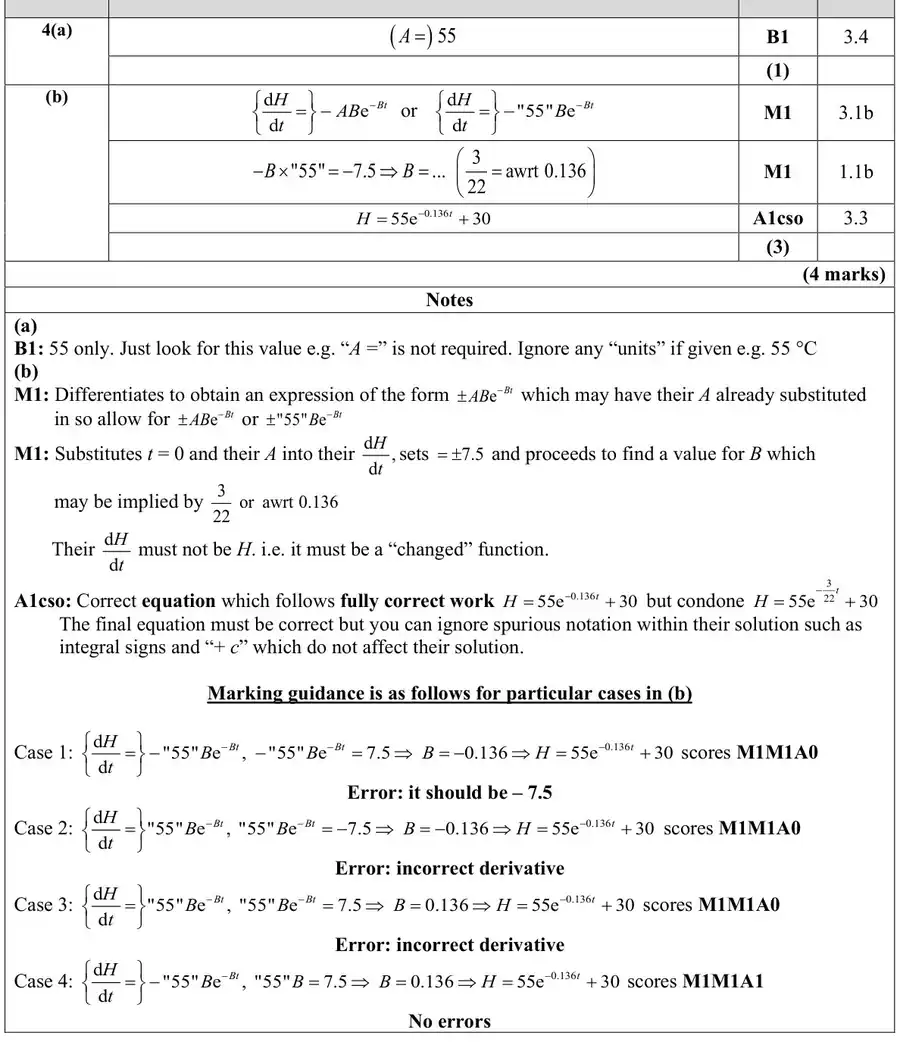 4(a) (A =) 55 B1 3.4
(1)
(b) {dH/dt =} − ABe^{−Bt} or {dH/dt =} − "55"Be^{−Bt} M1 3.1b
−B × "55" = −7.5 ⇒ B = ... (3/22 = awrt 0.136) M1 1.1b
H = 55e^{−0.136t} + 30 A1cso 3.3
(3)
(4 marks)
Notes
(a)
B1: 55 only. Just look for this value e.g. “A =” is not required. Ignore any “units” if given e.g. 55 °C
(b)
M1: Differentiates to obtain an expression of the form ±ABe^{−Bt} which may have their A already substituted
in so allow for ±ABe^{−Bt} or ±"55"Be^{−Bt}
M1: Substitutes t = 0 and their A into their dH/dt, sets = ±7.5 and proceeds to find a value for B which
may be implied by 3/22 or awrt 0.136
Their dH/dt must not be H. i.e. it must be a “changed” function.
A1cso: Correct equation which follows fully correct work H = 55e^{−0.136t} + 30 but condone H = 55e^{−3/22 t} + 30
The final equation must be correct but you can ignore spurious notation within their solution such as
integral signs and “+ c” which do not affect their solution.
Marking guidance is as follows for particular cases in (b)
Case 1: {dH/dt =} − "55"Be^{−Bt}, − "55"Be^{−Bt} = 7.5 ⇒ B = −0.136 ⇒ H = 55e^{−0.136t} + 30 scores M1M1A0
Error: it should be – 7.5
Case 2: {dH/dt =} "55"Be^{−Bt}, "55"Be^{−Bt} = −7.5 ⇒ B = −0.136 ⇒ H = 55e^{−0.136t} + 30 scores M1M1A0
Error: incorrect derivative
Case 3: {dH/dt =} "55"Be^{−Bt}, "55"Be^{−Bt} = 7.5 ⇒ B = 0.136 ⇒ H = 55e^{−0.136t} + 30 scores M1M1A0
Error: incorrect derivative
Case 4: {dH/dt =} − "55"Be^{−Bt}, "55"B = 7.5 ⇒ B = 0.136 ⇒ H = 55e^{−0.136t} + 30 scores M1M1A1
No errors